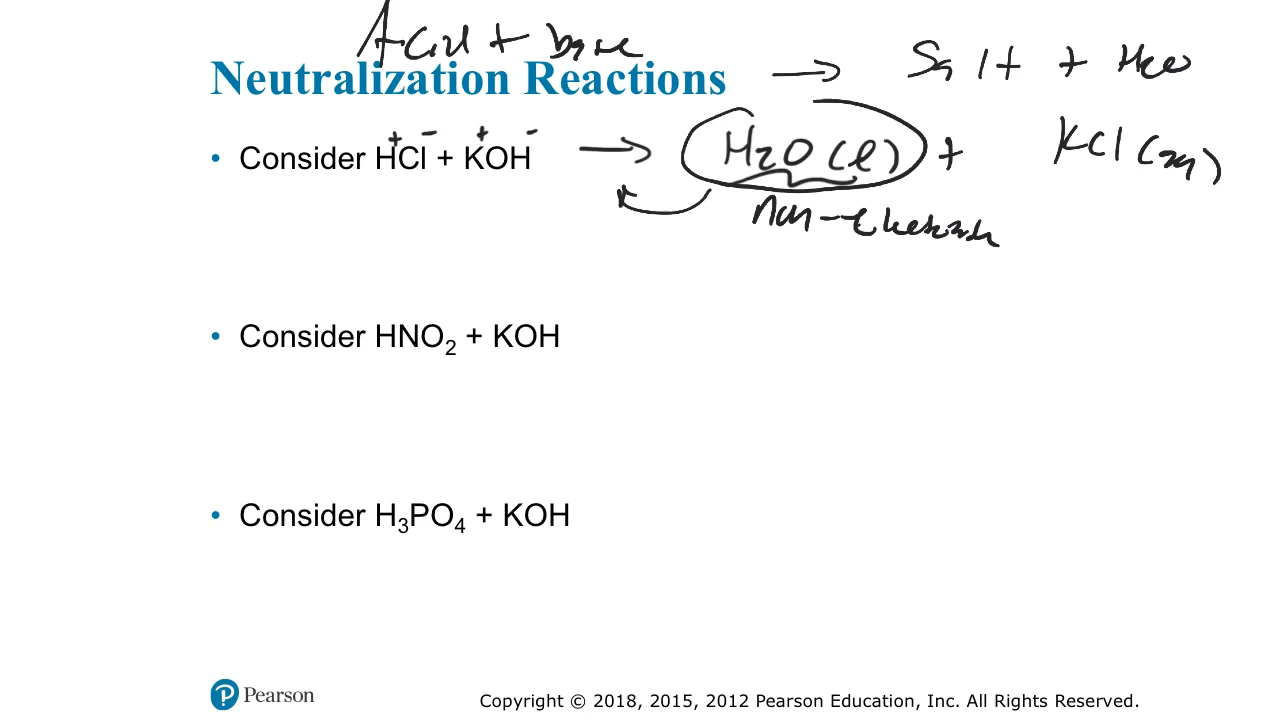 Acid + base
Neutralization Reactions → Salt + H2O
• Consider HCl + KOH → H2O (l) + KCl (aq)
+ - + -
non-electrolyte
• Consider HNO₂ + KOH
• Consider H₃PO₄ + KOH
Pearson
Copyright © 2018, 2015, 2012 Pearson Education, Inc. All Rights Reserved.